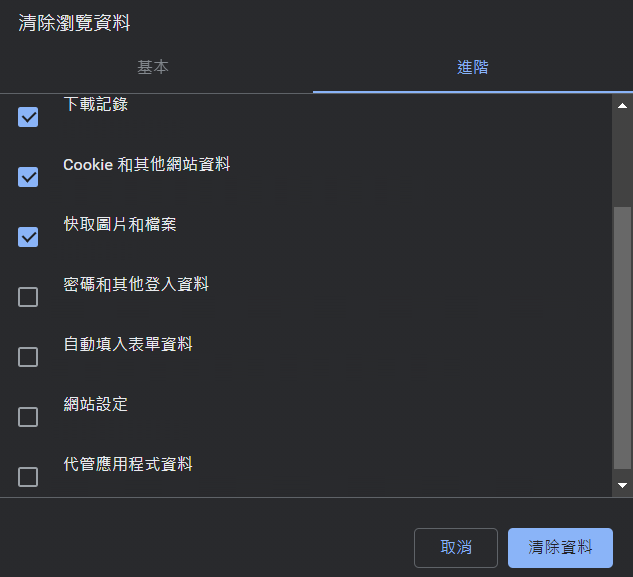 清除瀏覽資料
基本
進階
下載記錄
Cookie 和其他網站資料
快取圖片和檔案
密碼和其他登入資料
自動填入表單資料
網站設定
代管應用程式資料
取消
清除資料